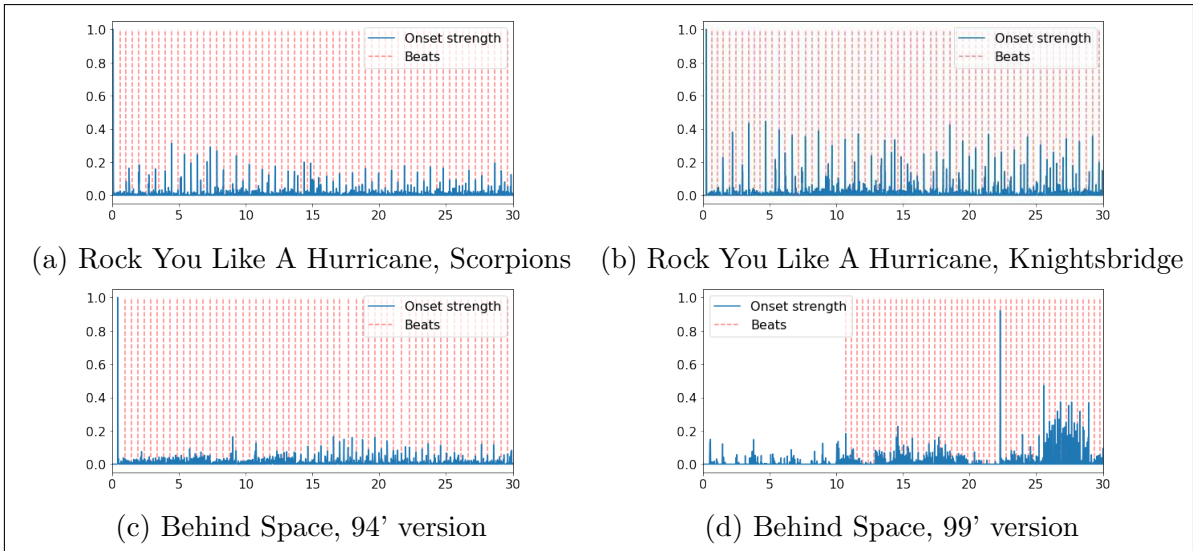 1.0
0.8
0.6
0.4
0.2
0.0
Onset strength
Beats
0 5 10 15 20 25 30
(a) Rock You Like A Hurricane, Scorpions
1.0
0.8
0.6
0.4
0.2
0.0
Onset strength
Beats
0 5 10 15 20 25 30
(b) Rock You Like A Hurricane, Knightsbridge
1.0
0.8
0.6
0.4
0.2
0.0
Onset strength
Beats
0 5 10 15 20 25 30
(c) Behind Space, 94’ version
1.0
0.8
0.6
0.4
0.2
0.0
Onset strength
Beats
0 5 10 15 20 25 30
(d) Behind Space, 99’ version